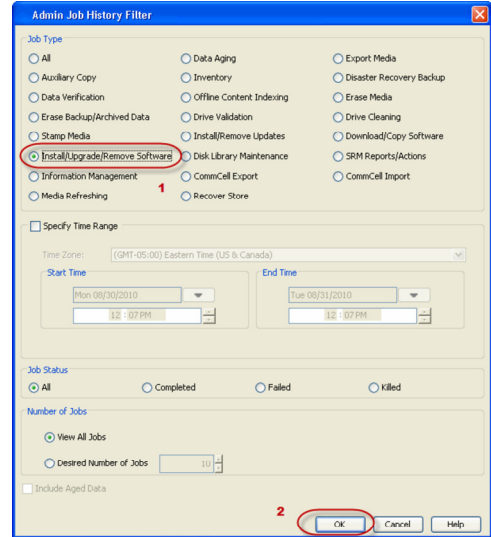 Admin Job History Filter
Job Type
All
Data Aging
Export Media
Auxiliary Copy
Inventory
Disaster Recovery Backup
Data Verification
Offline Content Indexing
Erase Media
Erase Backup/Archived Data
Drive Validation
Drive Cleaning
Stamp Media
Install/Remove Updates
Download/Copy Software
Install/Upgrade/Remove Software
Disk Library Maintenance
SRM Reports/Actions
Information Management
1
CommCell Export
CommCell Import
Media Refreshing
Recover Store
Specify Time Range
Time Zone:
(GMT-05:00) Eastern Time (US & Canada)
Start Time
End Time
Mon 08/30/2010
Tue 08/31/2010
12 : 07 PM
12 : 07 PM
Job Status
All
Completed
Failed
Killed
Number of Jobs
View All Jobs
Desired Number of Jobs
10
Include Aged Data
2
OK
Cancel
Help